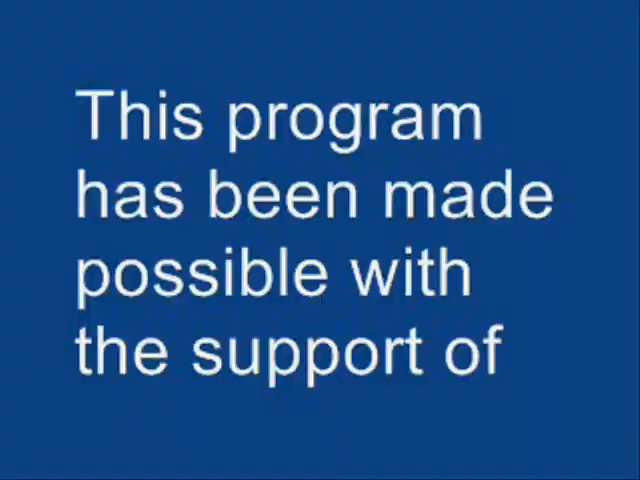 This program
has been made
possible with
the support of